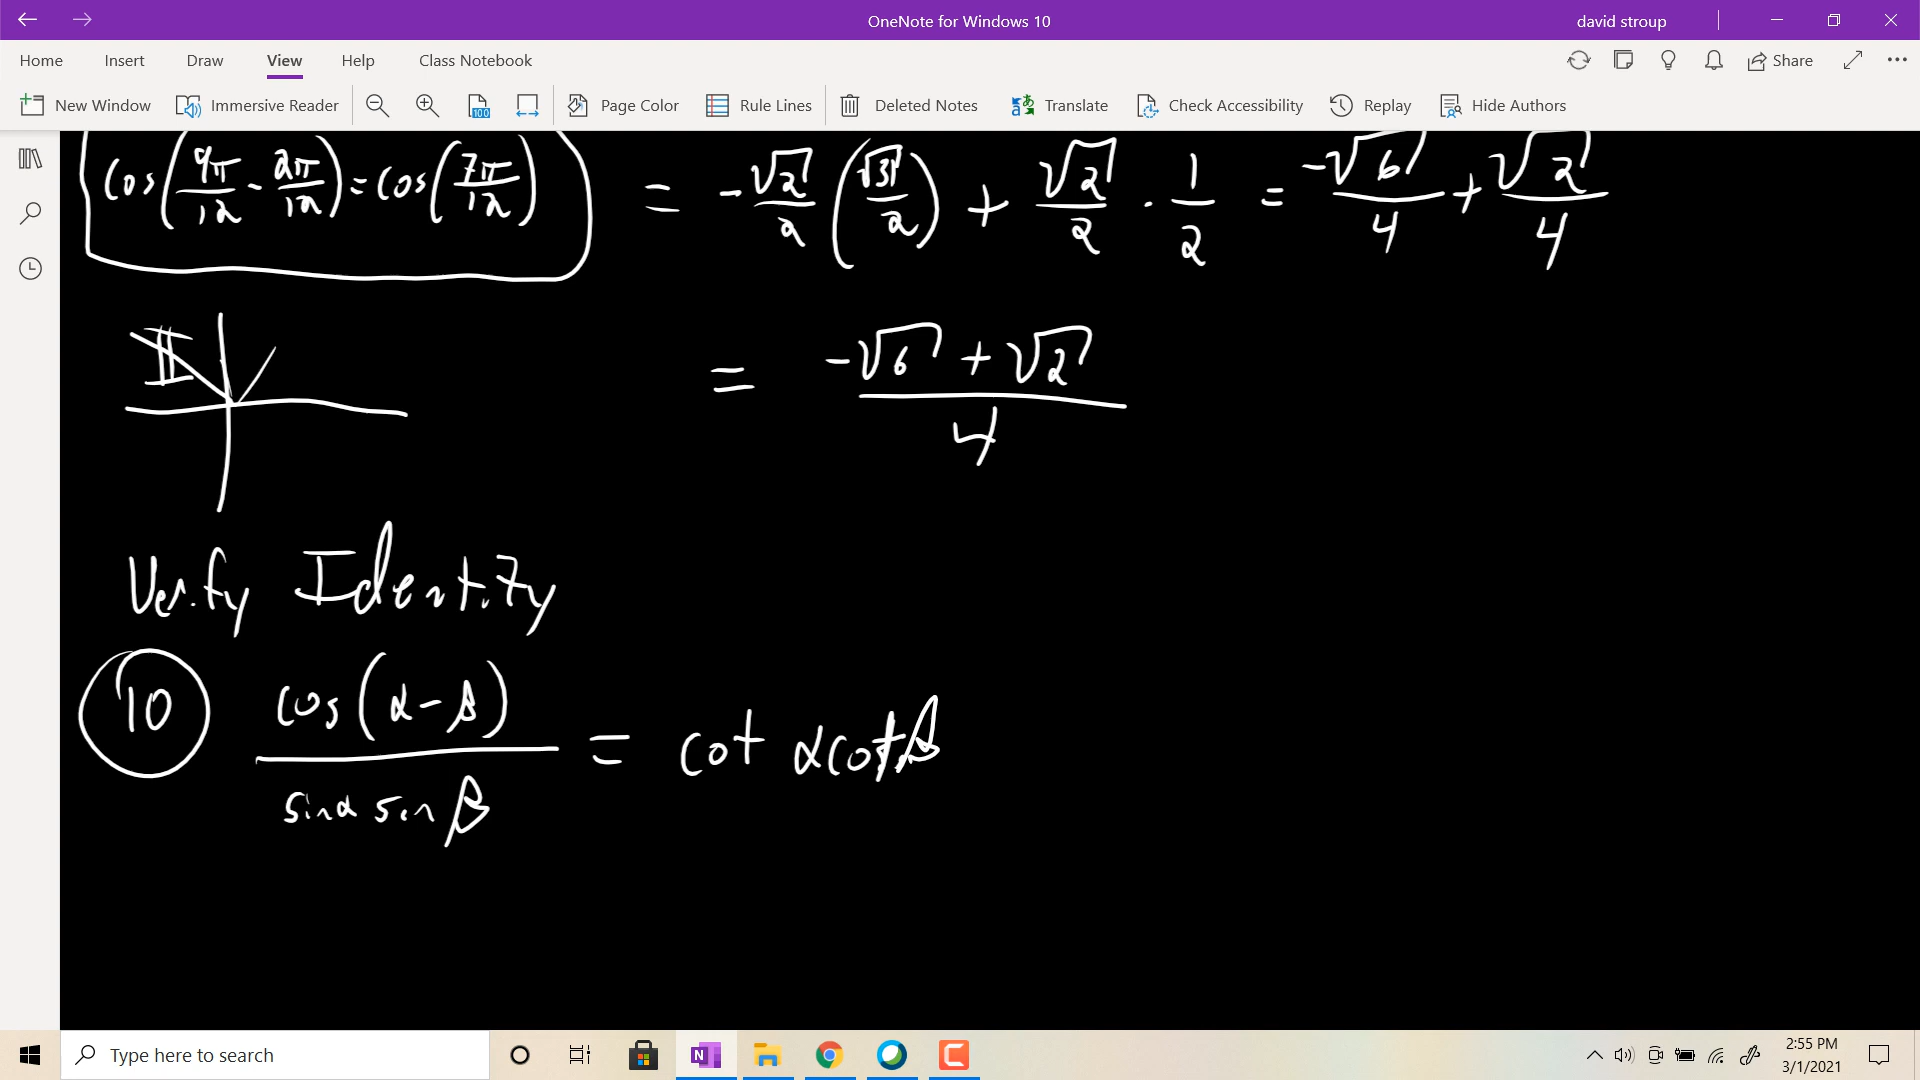 OneNote for Windows 10
david stroup
Home Insert Draw View Help Class Notebook
Share
New Window Immersive Reader 100 Page Color Rule Lines Deleted Notes Translate Check Accessibility Replay Hide Authors
cos(9π/12 - 2π/12) = cos(7π/12) = -√2/2 (√3/2) + √2/2 · 1/2 = -√6/4 + √2/4
II
= (-√6 + √2)/4
Verify Identity
10 cos(α-β)/(sinα sin β) = cot α cot β
Type here to search
2:55 PM
3/1/2021